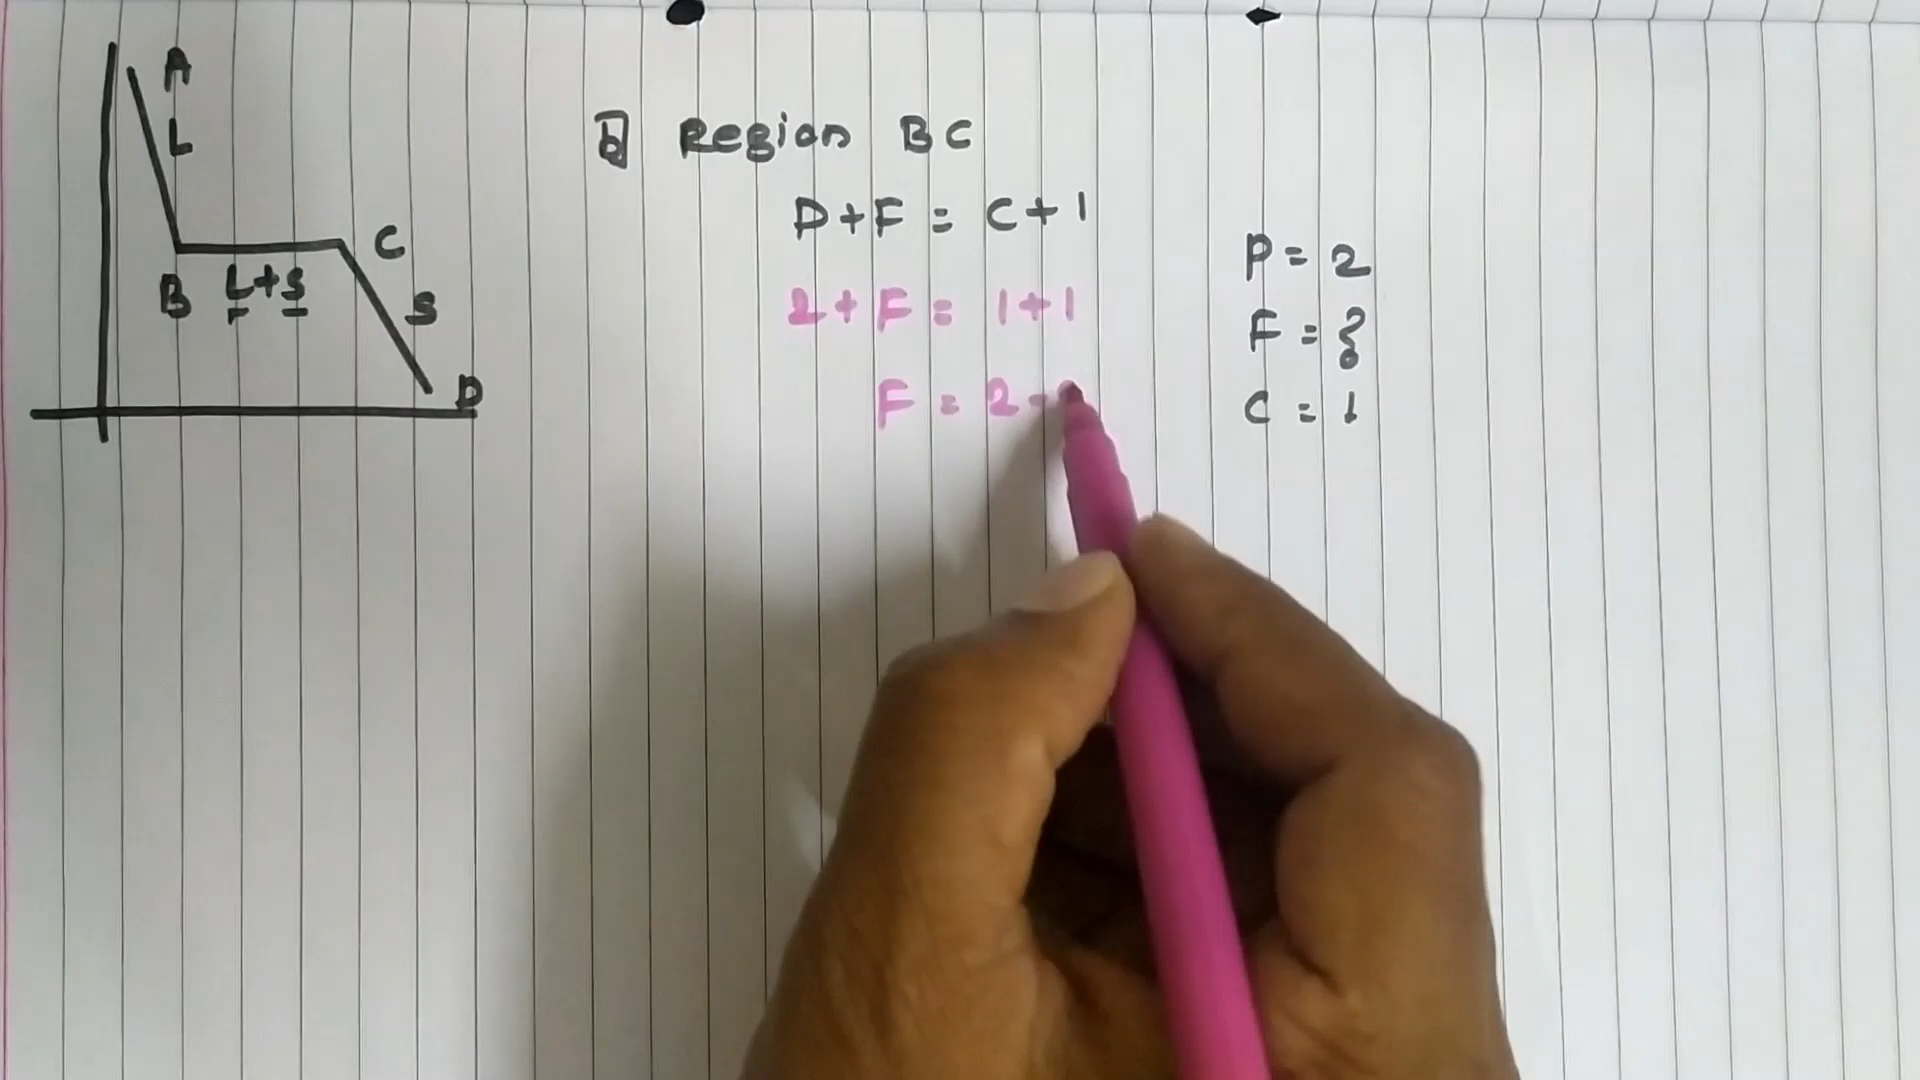 A
L
B L+S
C
S
D
b] Region BC
P+F = C+1
2+F = 1+1
F = 2-
P = 2
F = ?
C = 1